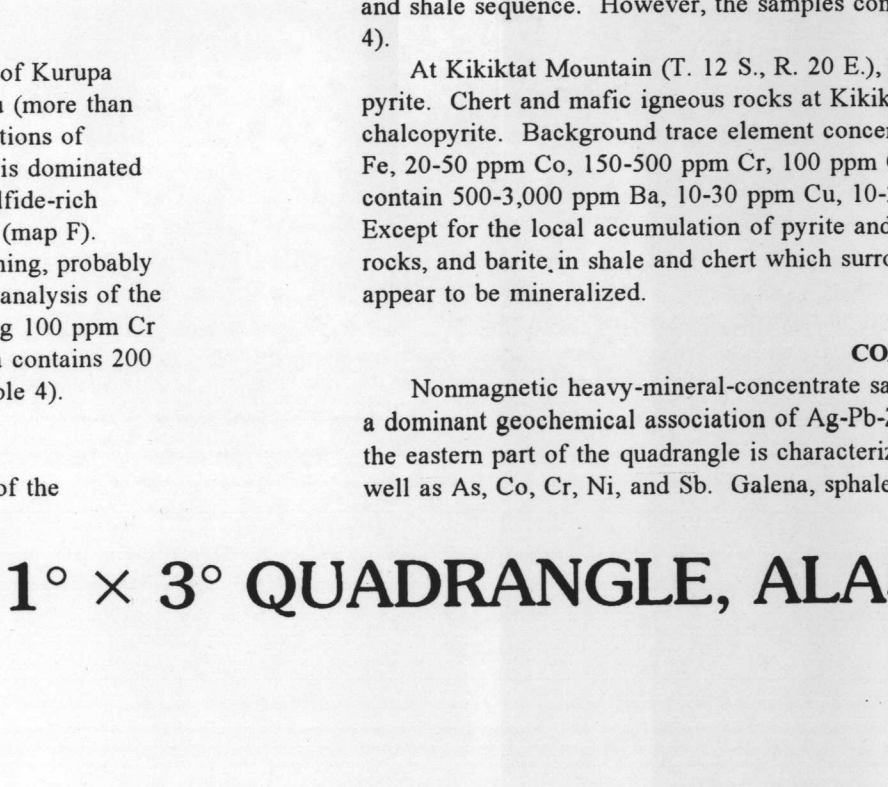 of Kurupa
(more than
tions of
is dominated
lfide-rich
(map F).
ning, probably
analysis of the
g 100 ppm Cr
contains 200
ble 4).
of the
and shale sequence. However, the samples con
4).
At Kikiktat Mountain (T. 12 S., R. 20 E.),
pyrite. Chert and mafic igneous rocks at Kikik
chalcopyrite. Background trace element concen
Fe, 20-50 ppm Co, 150-500 ppm Cr, 100 ppm
contain 500-3,000 ppm Ba, 10-30 ppm Cu, 10-
Except for the local accumulation of pyrite and
rocks, and barite in shale and chert which surro
appear to be mineralized.
CO
Nonmagnetic heavy-mineral-concentrate sa
a dominant geochemical association of Ag-Pb-
the eastern part of the quadrangle is characteriz
well as As, Co, Cr, Ni, and Sb. Galena, sphale
1° × 3° QUADRANGLE, ALA